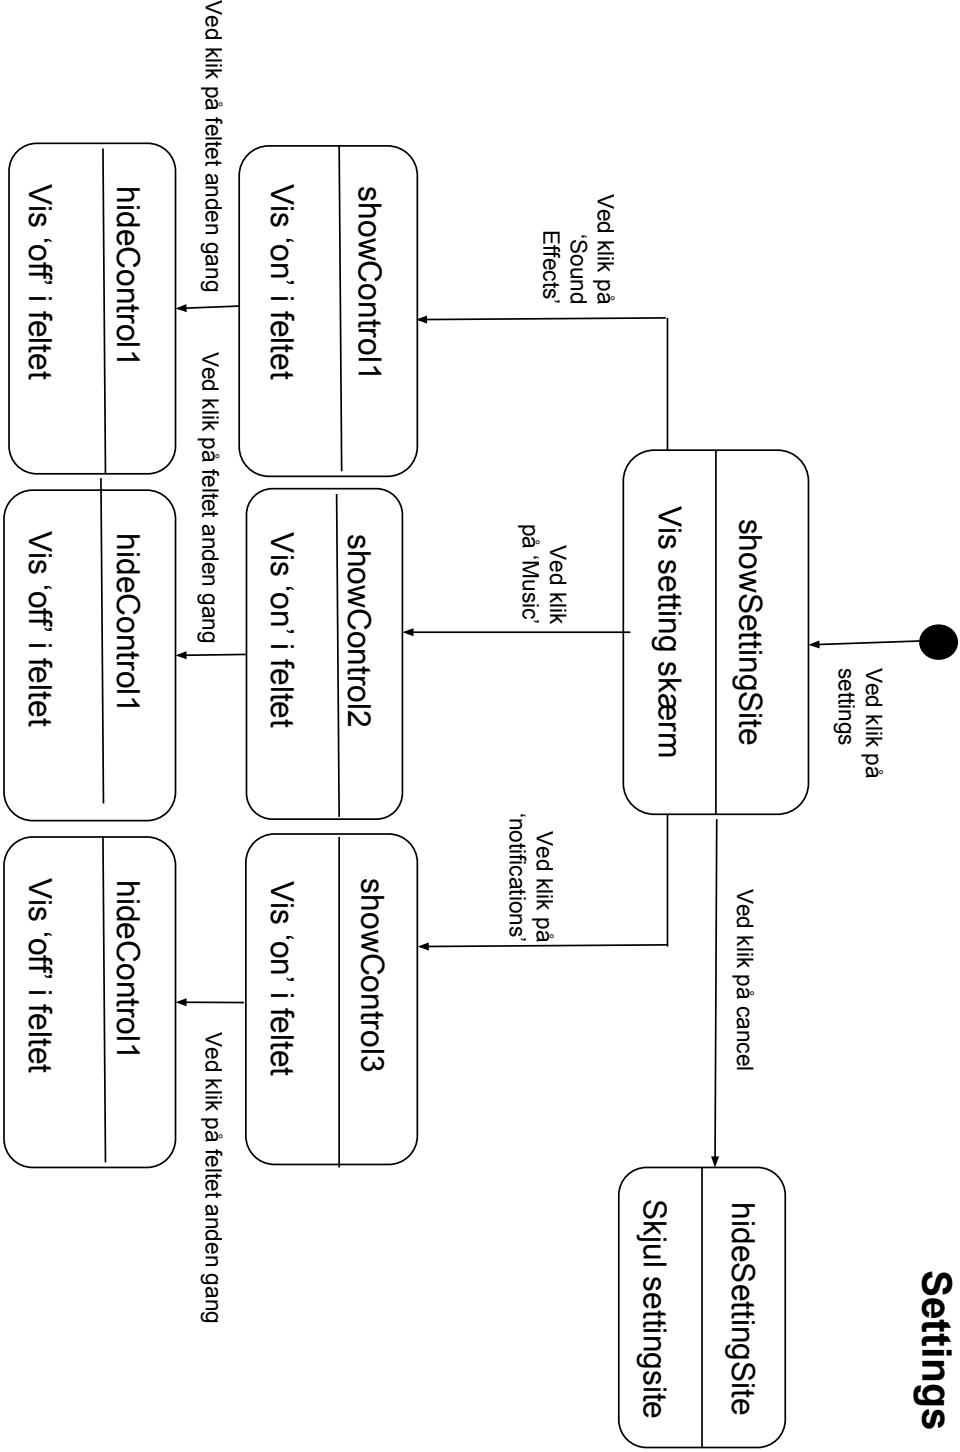 Settings
Ved klik på
settings
showSettingSite
Vis setting skærm
Ved klik på cancel
hideSettingSite
Skjul settingsite
Ved klik på
‘Sound
Effects’
Ved klik
på ‘Music’
Ved klik på
‘notifications’
showControl1
Vis ‘on’ i feltet
showControl2
Vis ‘on’ i feltet
showControl3
Vis ‘on’ i feltet
Ved klik på feltet anden gang
Ved klik på feltet anden gang
Ved klik på feltet anden gang
hideControl1
Vis ‘off’ i feltet
hideControl1
Vis ‘off’ i feltet
hideControl1
Vis ‘off’ i feltet